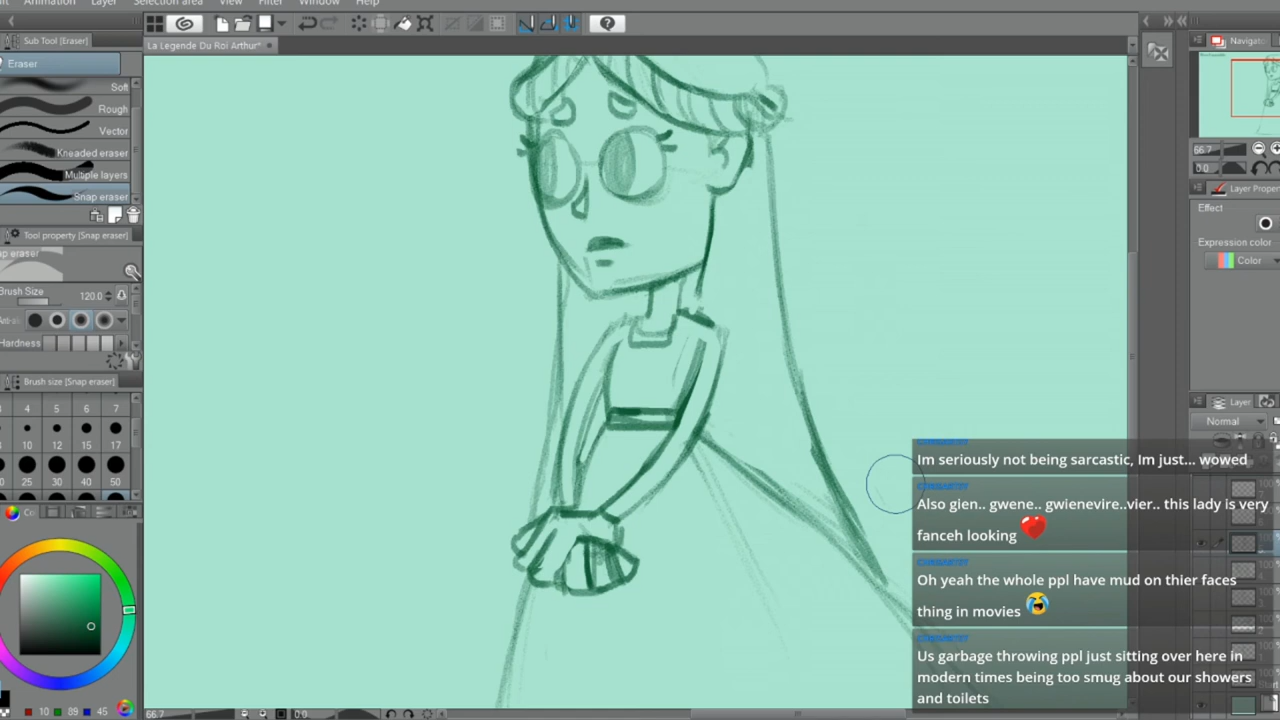 Animation Layer Selection area View Filter Window Help
Sub Tool [Eraser]
La Legende Du Roi Arthur*
Navigator
Eraser
Soft
Rough
Vector
Kneaded eraser
Multiple layers
Snap eraser
Tool property [Snap eraser]
Brush Size 120.0
Hardness
Brush size [Snap eraser]
4 5 6 7
8 10 12 15 17
25 30 40 50
66.7
0.0
Layer Proper
Effect
Expression color
Color
Layer
Normal
Im seriously not being sarcastic, Im just... wowed
Also gien.. gwene.. gwienevire..vier.. this lady is very
fanceh looking ❤️
Oh yeah the whole ppl have mud on thier faces
thing in movies 😭
Us garbage throwing ppl just sitting over here in
modern times being too smug about our showers
and toilets
10 89 45
66.7 0.0